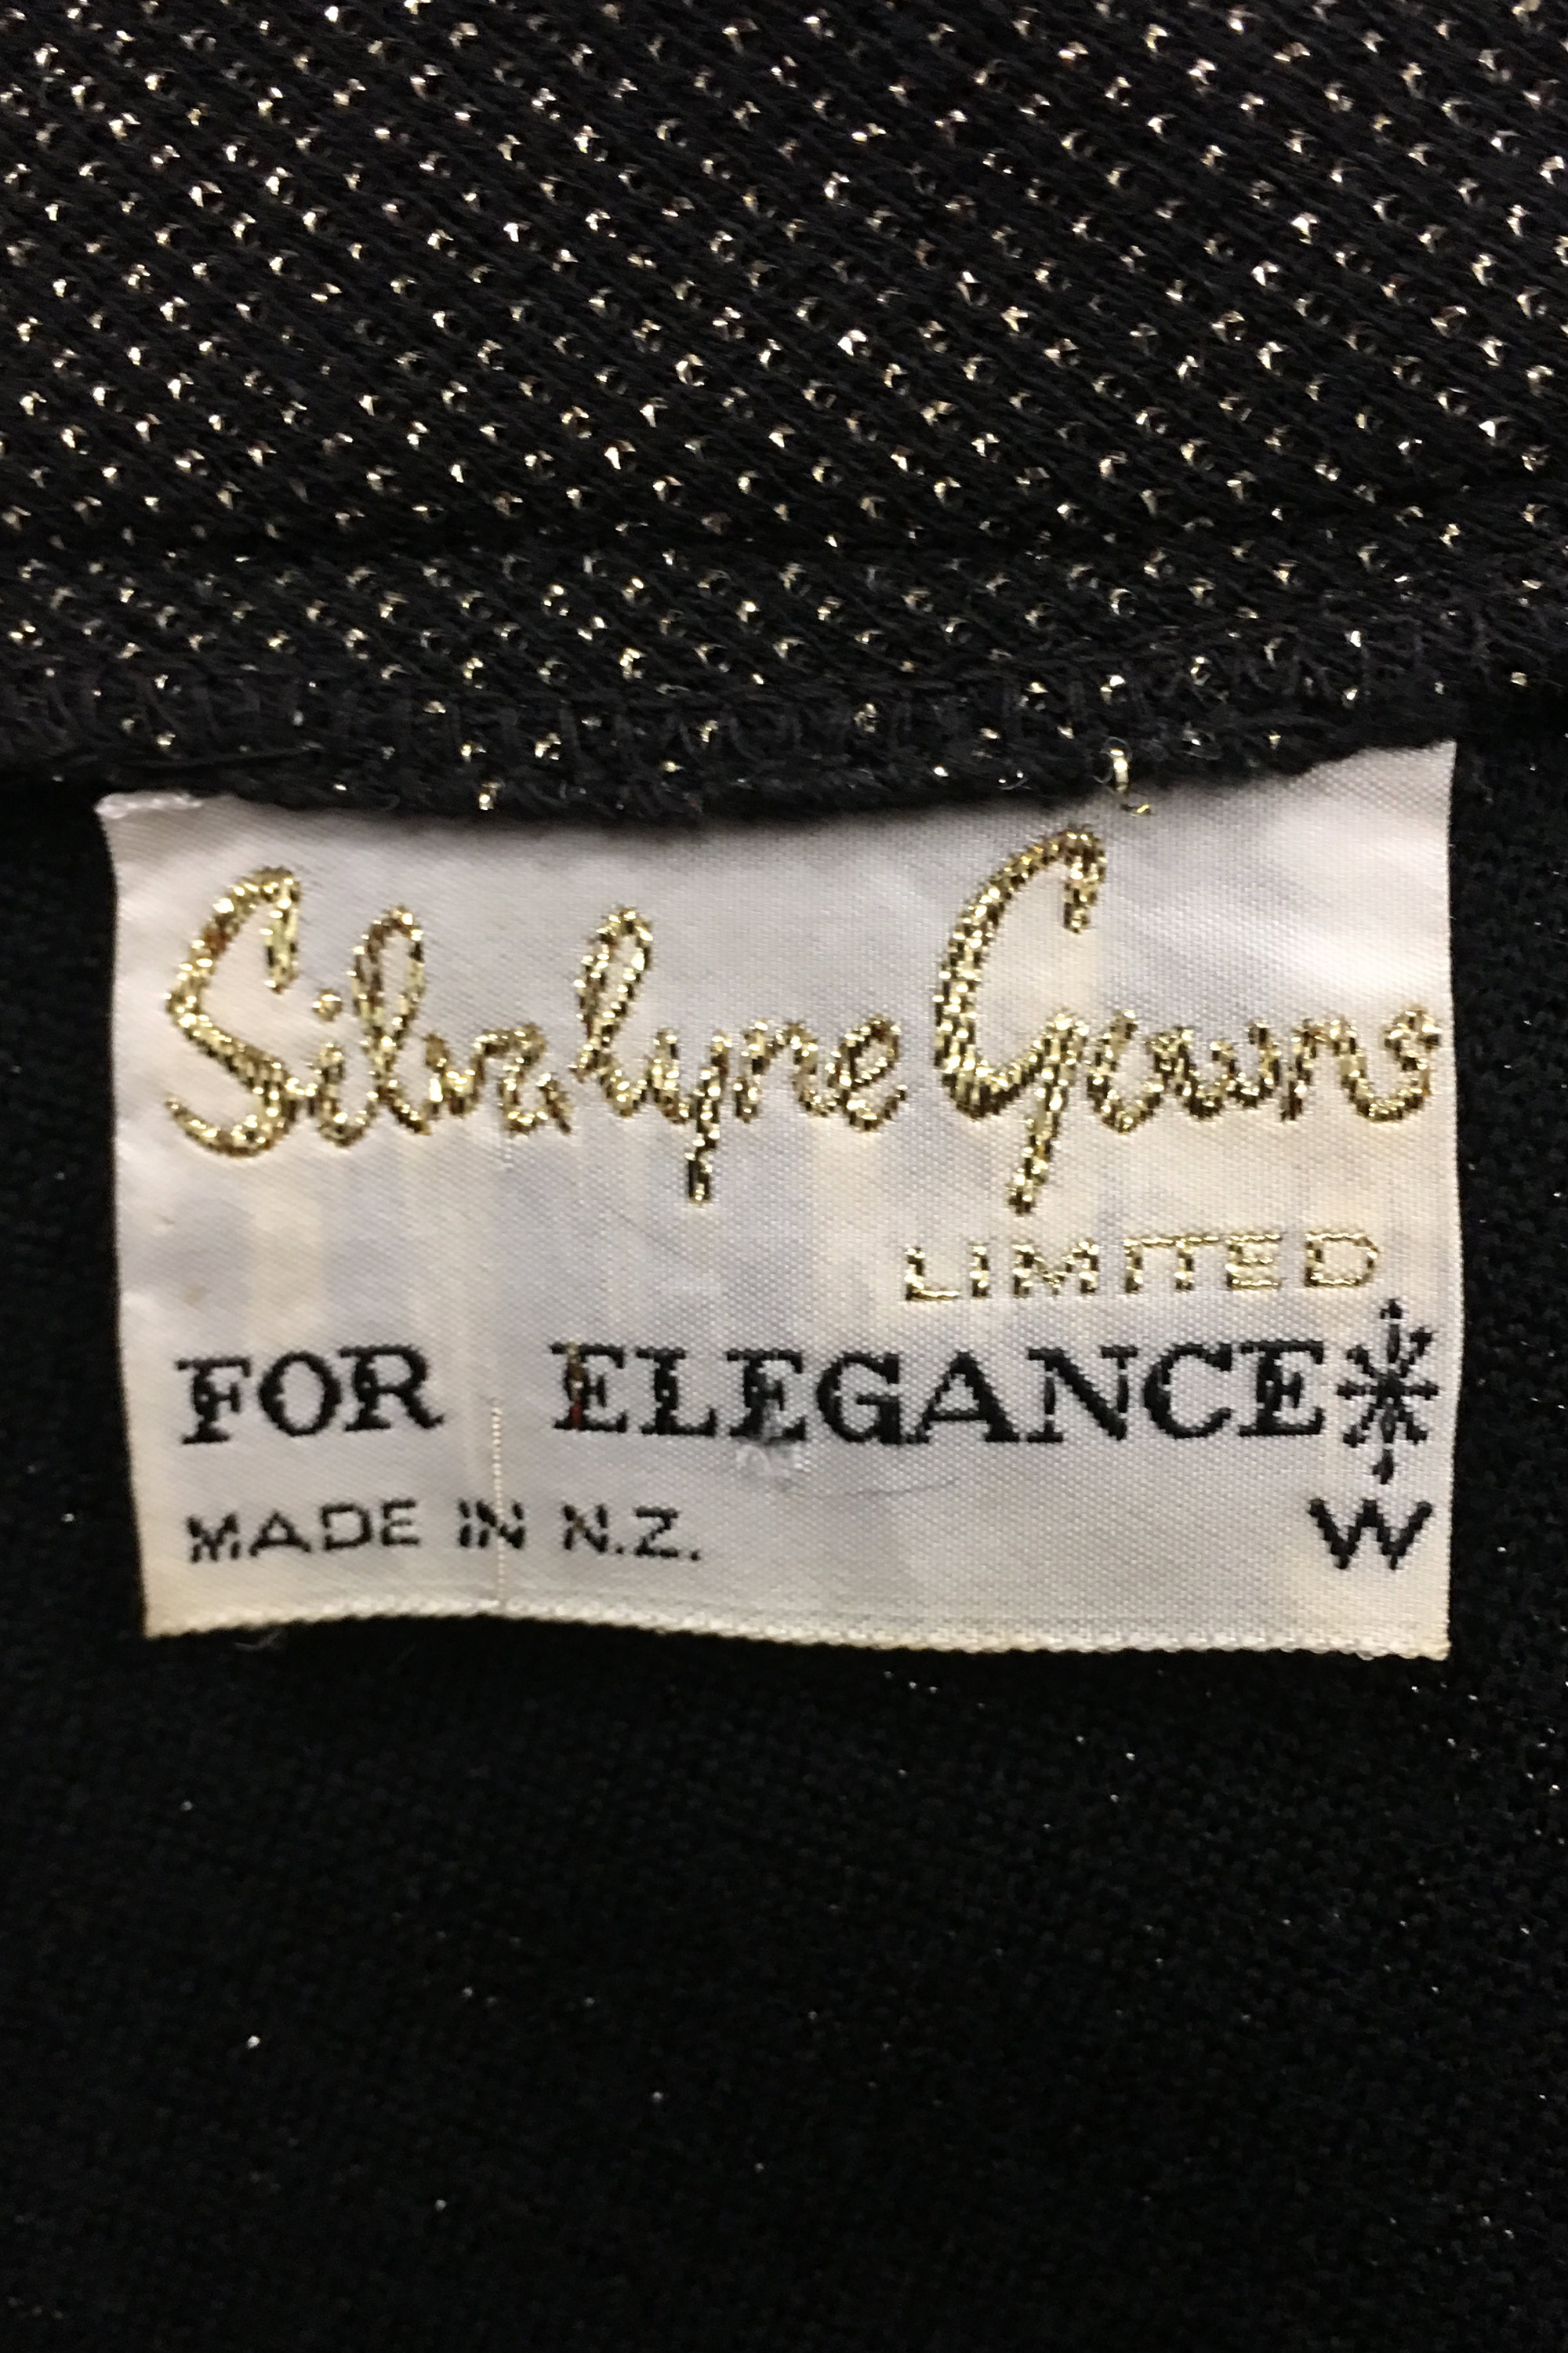 Silvalyne Gowns
LIMITED
FOR ELEGANCE
MADE IN N.Z. W